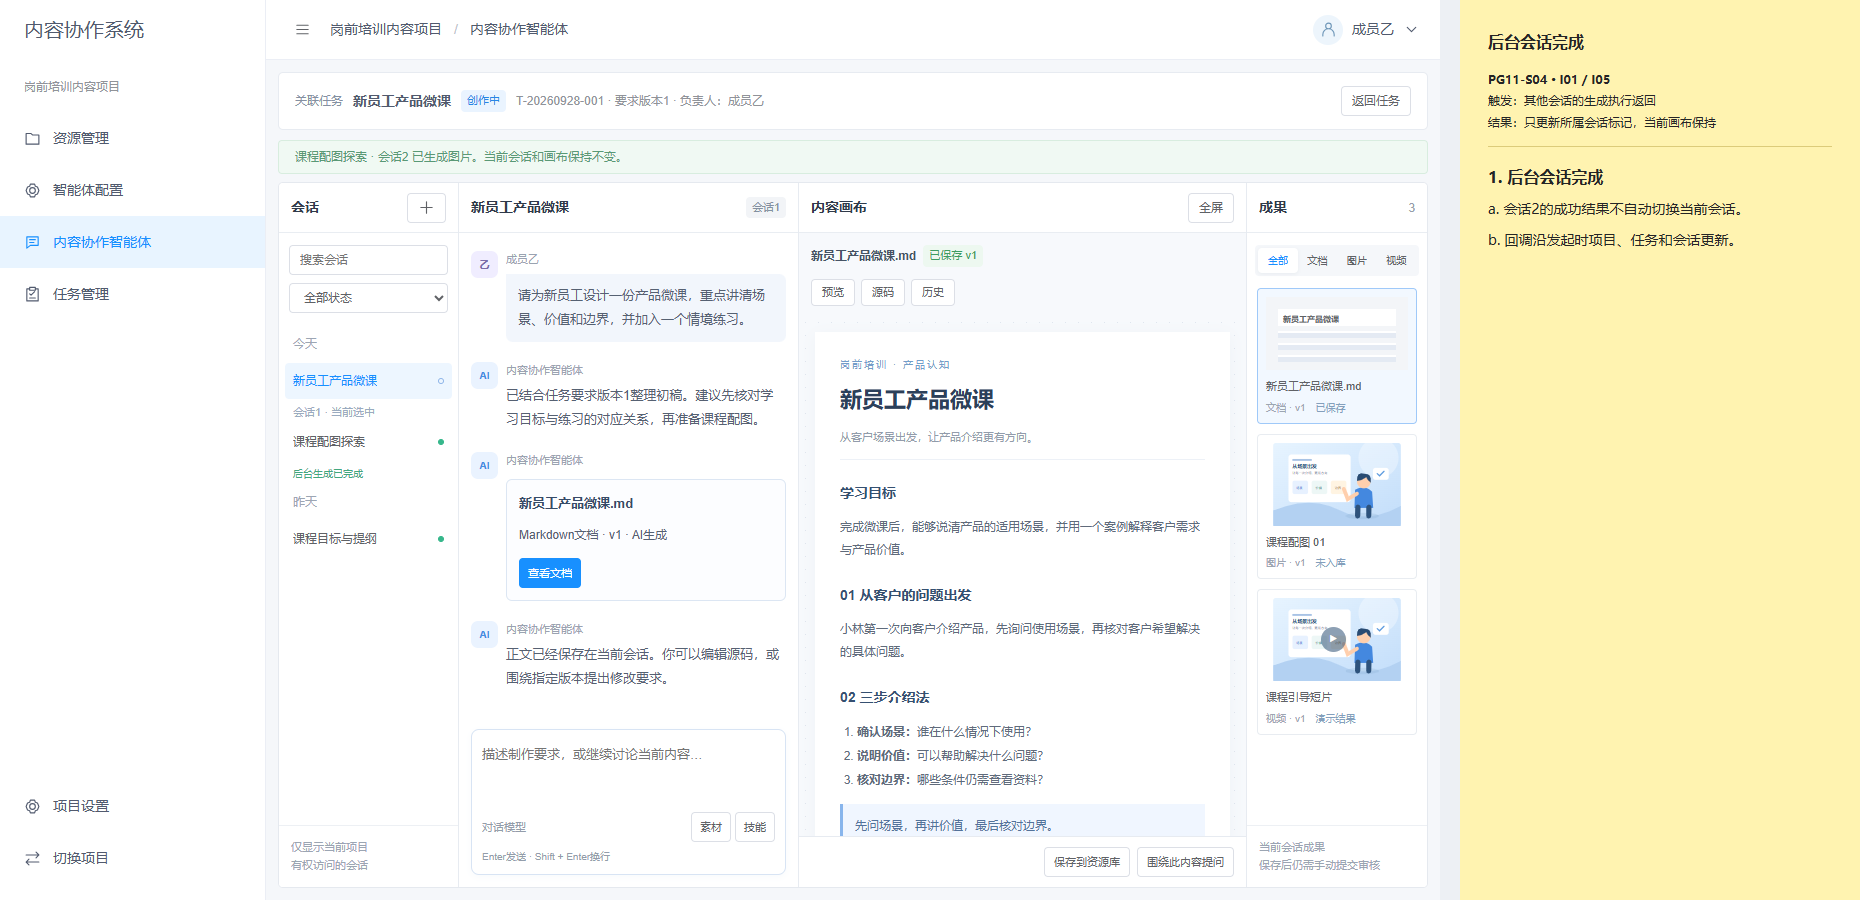 内容协作系统
岗前培训内容项目
资源管理
智能体配置
内容协作智能体
任务管理
项目设置
切换项目
岗前培训内容项目 / 内容协作智能体
成员乙
关联任务 新员工产品微课 创作中 T-20260928-001 · 要求版本1 · 负责人：成员乙
返回任务
课程配图探索 · 会话2 已生成图片。当前会话和画布保持不变。
会话
搜索会话
全部状态
今天
新员工产品微课
会话1 · 当前选中
课程配图探索
后台生成已完成
昨天
课程目标与提纲
仅显示当前项目
有权访问的会话
新员工产品微课 会话1
乙 成员乙
请为新员工设计一份产品微课，重点讲清场
景、价值和边界，并加入一个情境练习。
AI 内容协作智能体
已结合任务要求版本1整理初稿。建议先核对学
习目标与练习的对应关系，再准备课程配图。
AI 内容协作智能体
新员工产品微课.md
Markdown文档 · v1 · AI生成
查看文档
AI 内容协作智能体
正文已经保存在当前会话。你可以编辑源码，或
围绕指定版本提出修改要求。
描述制作要求，或继续讨论当前内容...
对话模型 素材 技能
Enter发送 · Shift + Enter换行
内容画布 全屏
新员工产品微课.md 已保存 v1
预览 源码 历史
岗前培训 · 产品认知
新员工产品微课
从客户场景出发，让产品介绍更有方向。
学习目标
完成微课后，能够说清产品的适用场景，并用一个案例解释客户需求
与产品价值。
01 从客户的问题出发
小林第一次向客户介绍产品，先询问使用场景，再核对客户希望解决
的具体问题。
02 三步介绍法
1. 确认场景：谁在什么情况下使用？
2. 说明价值：可以帮助解决什么问题？
3. 核对边界：哪些条件仍需查看资料？
先问场景，再讲价值，最后核对边界。
保存到资源库 围绕此内容提问
成果 3
全部 文档 图片 视频
新员工产品微课
新员工产品微课.md
文档 · v1 已保存
从场景出发
课程配图 01
图片 · v1 未入库
从场景出发
课程引导短片
视频 · v1 演示结果
当前会话成果
保存后仍需手动提交审核
后台会话完成
PG11-S04 • I01 / I05
触发：其他会话的生成执行返回
结果：只更新所属会话标记，当前画布保持
1. 后台会话完成
a. 会话2的成功结果不自动切换当前会话。
b. 回调沿发起时项目、任务和会话更新。